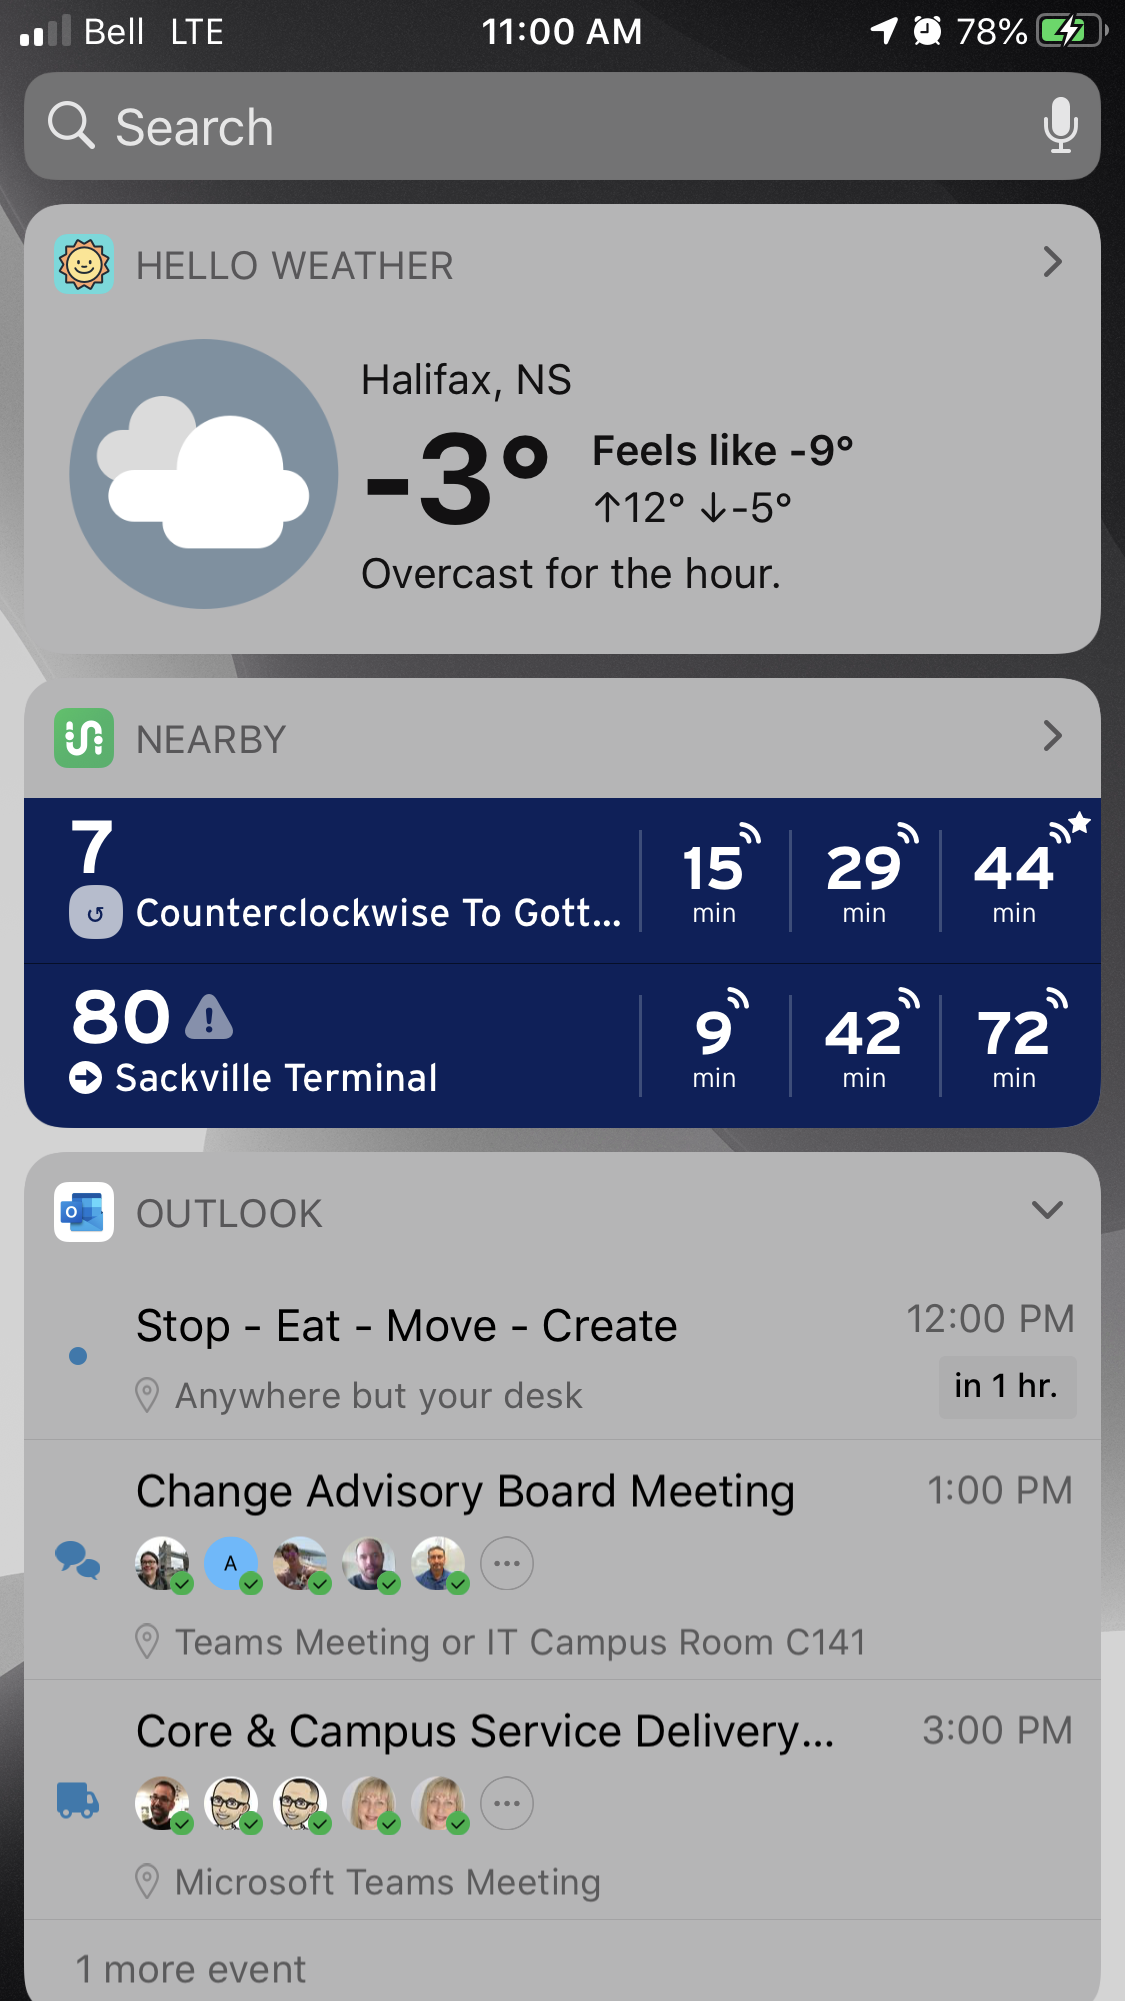 Bell LTE 11:00 AM 78%
Search
HELLO WEATHER
Halifax, NS
-3° Feels like -9°
↑12° ↓-5°
Overcast for the hour.
NEARBY
7
Counterclockwise To Gott...
15 min 29 min 44 min
80
Sackville Terminal
9 min 42 min 72 min
OUTLOOK
Stop - Eat - Move - Create 12:00 PM
Anywhere but your desk in 1 hr.
Change Advisory Board Meeting 1:00 PM
A
Teams Meeting or IT Campus Room C141
Core & Campus Service Delivery... 3:00 PM
Microsoft Teams Meeting
1 more event